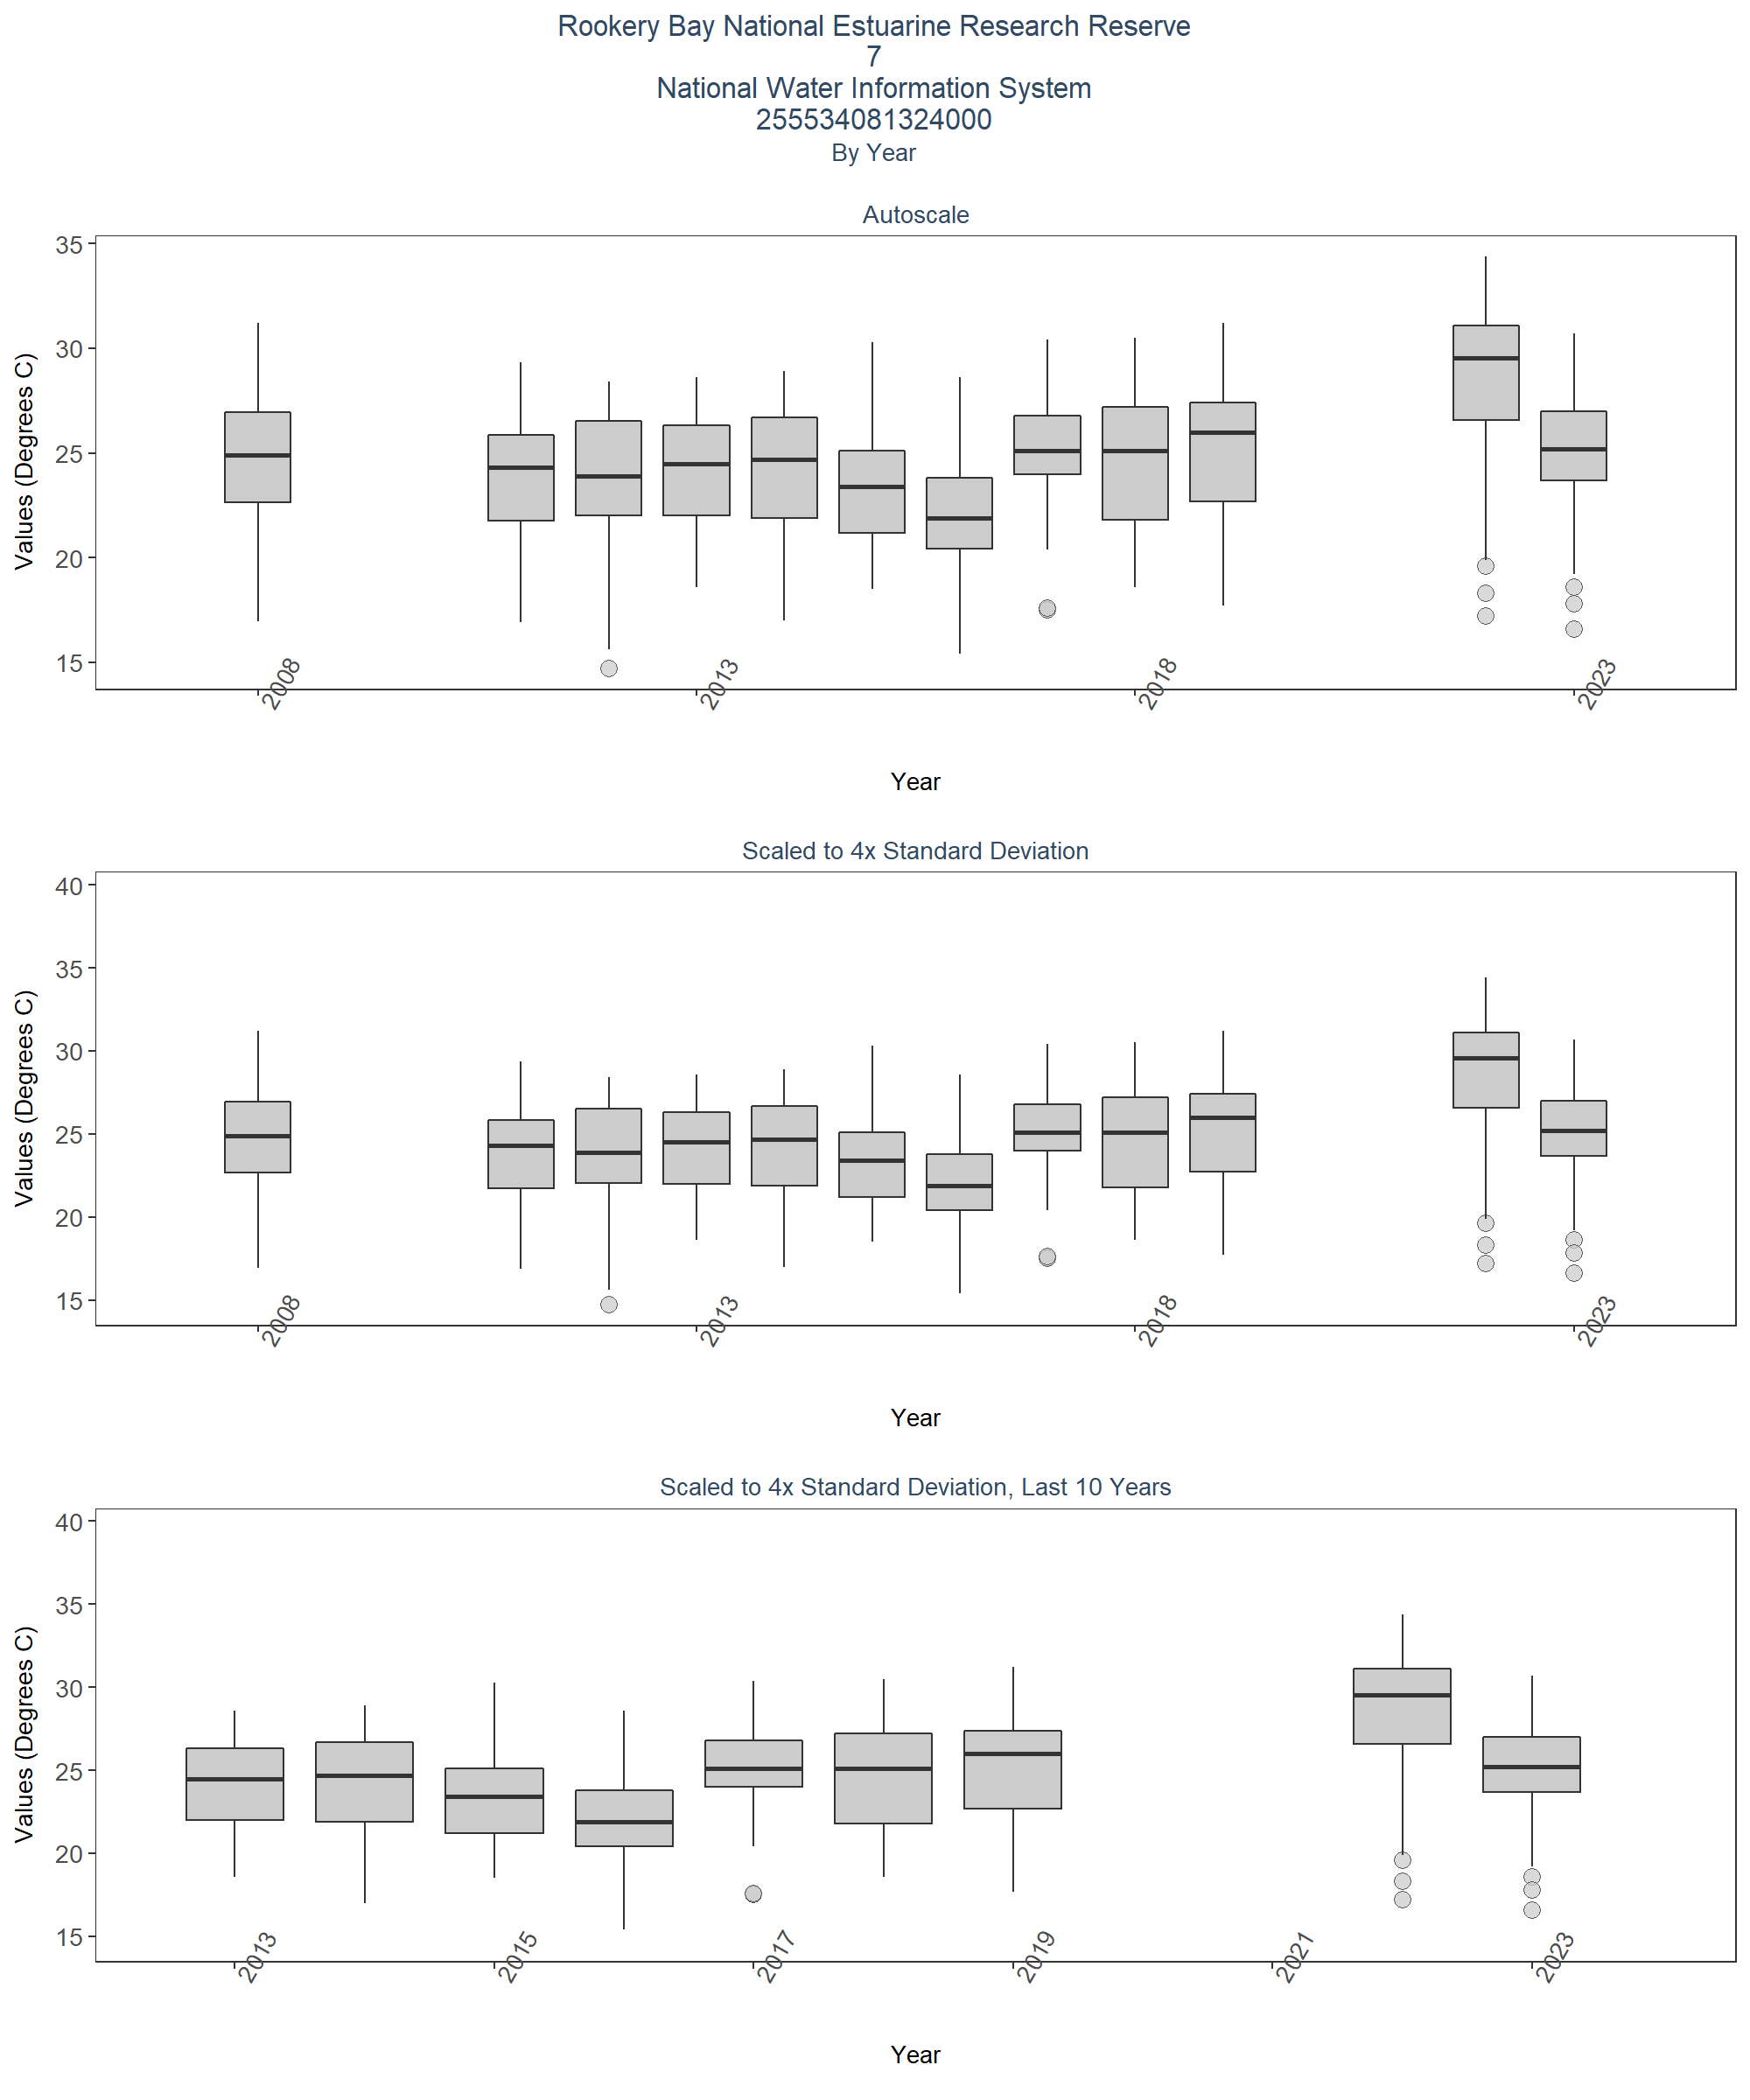 Rookery Bay National Estuarine Research Reserve
7
National Water Information System
255534081324000
By Year
Autoscale
Values (Degrees C)
35
30
25
20
15
2008
2013
2018
2023
Year
Scaled to 4x Standard Deviation
Values (Degrees C)
40
35
30
25
20
15
2008
2013
2018
2023
Year
Scaled to 4x Standard Deviation, Last 10 Years
Values (Degrees C)
40
35
30
25
20
15
2013
2015
2017
2019
2021
2023
Year